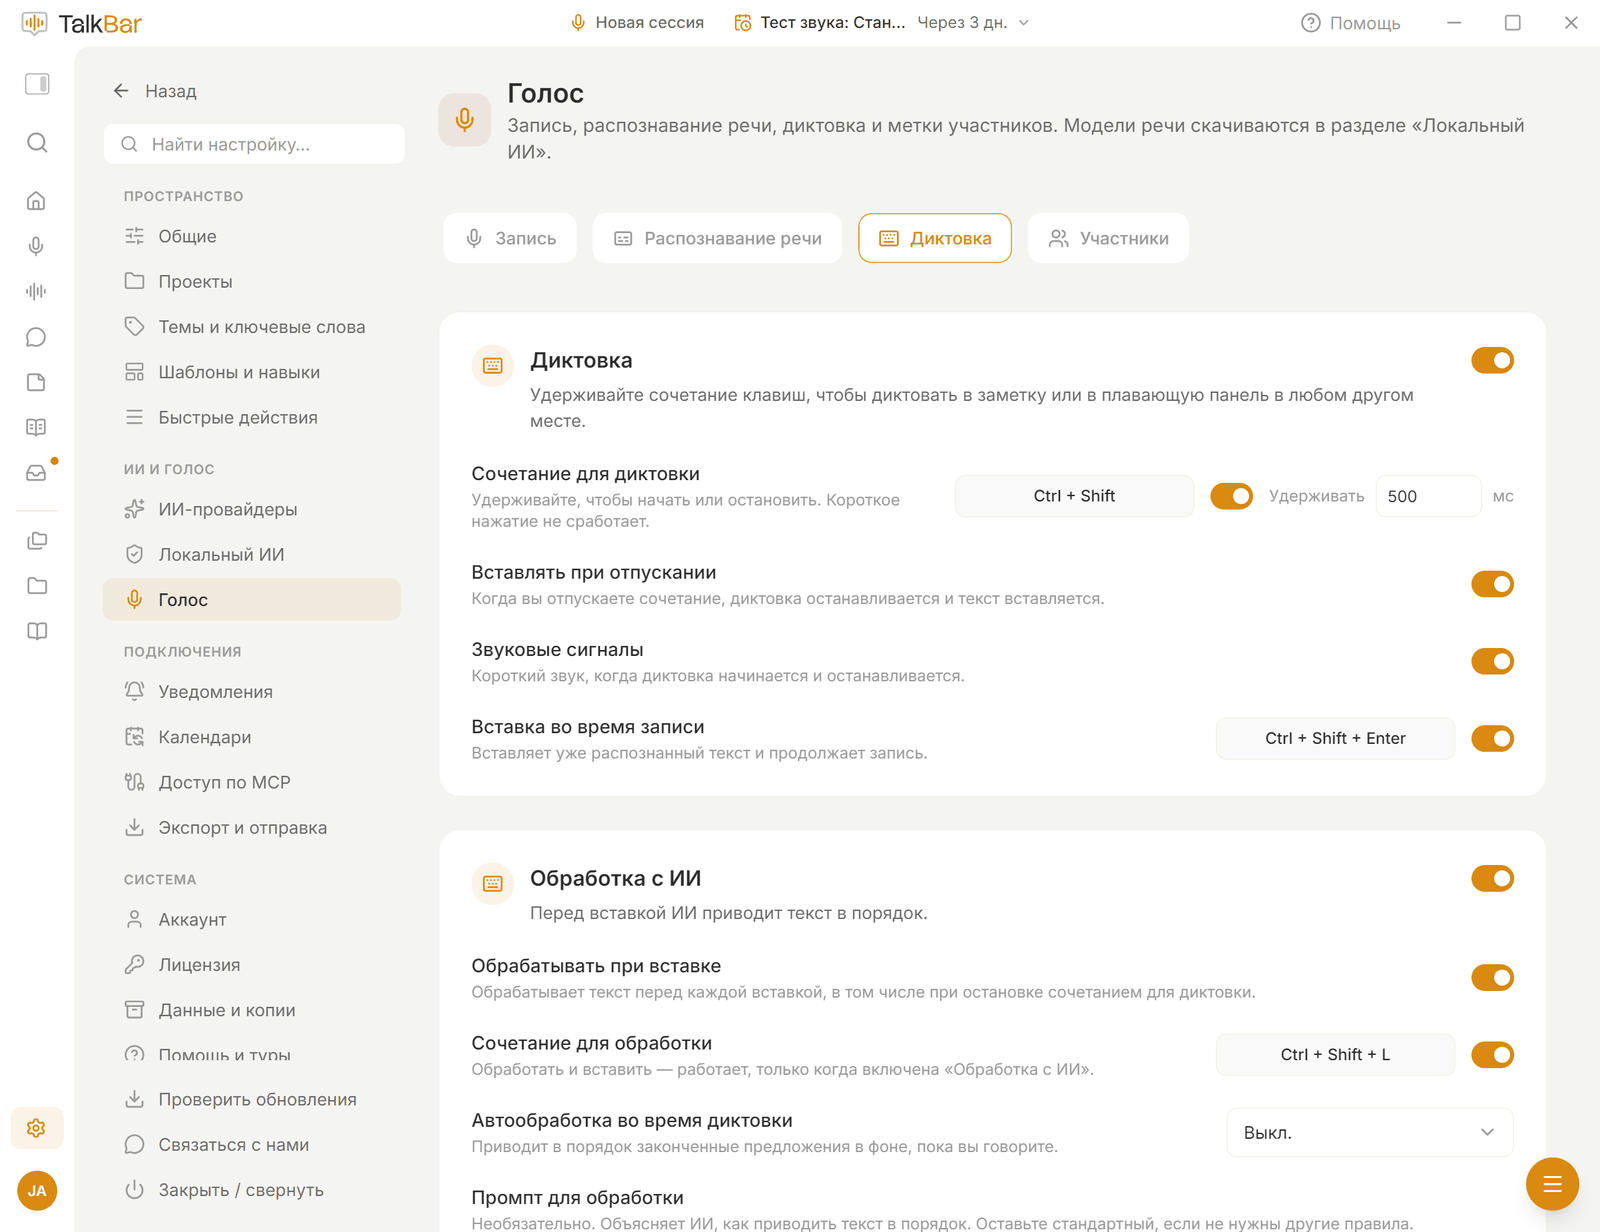 TalkBar
Новая сессия
Тест звука: Стан... Через 3 дн.
Помощь
Назад
Найти настройку...
ПРОСТРАНСТВО
Общие
Проекты
Темы и ключевые слова
Шаблоны и навыки
Быстрые действия
ИИ И ГОЛОС
ИИ-провайдеры
Локальный ИИ
Голос
ПОДКЛЮЧЕНИЯ
Уведомления
Календари
Доступ по MCP
Экспорт и отправка
СИСТЕМА
Аккаунт
Лицензия
Данные и копии
Помощь и туры
Проверить обновления
Связаться с нами
Закрыть / свернуть
JA
Голос
Запись, распознавание речи, диктовка и метки участников. Модели речи скачиваются в разделе «Локальный
ИИ».
Запись
Распознавание речи
Диктовка
Участники
Диктовка
Удерживайте сочетание клавиш, чтобы диктовать в заметку или в плавающую панель в любом другом
месте.
Сочетание для диктовки
Удерживайте, чтобы начать или остановить. Короткое
нажатие не сработает.
Ctrl + Shift
Удерживать 500 мс
Вставлять при отпускании
Когда вы отпускаете сочетание, диктовка останавливается и текст вставляется.
Звуковые сигналы
Короткий звук, когда диктовка начинается и останавливается.
Вставка во время записи
Вставляет уже распознанный текст и продолжает запись.
Ctrl + Shift + Enter
Обработка с ИИ
Перед вставкой ИИ приводит текст в порядок.
Обрабатывать при вставке
Обрабатывает текст перед каждой вставкой, в том числе при остановке сочетанием для диктовки.
Сочетание для обработки
Обработать и вставить — работает, только когда включена «Обработка с ИИ».
Ctrl + Shift + L
Автообработка во время диктовки
Приводит в порядок законченные предложения в фоне, пока вы говорите.
Выкл.
Промпт для обработки
Необязательно. Объясняет ИИ, как приводить текст в порядок. Оставьте стандартный, если не нужны другие правила.